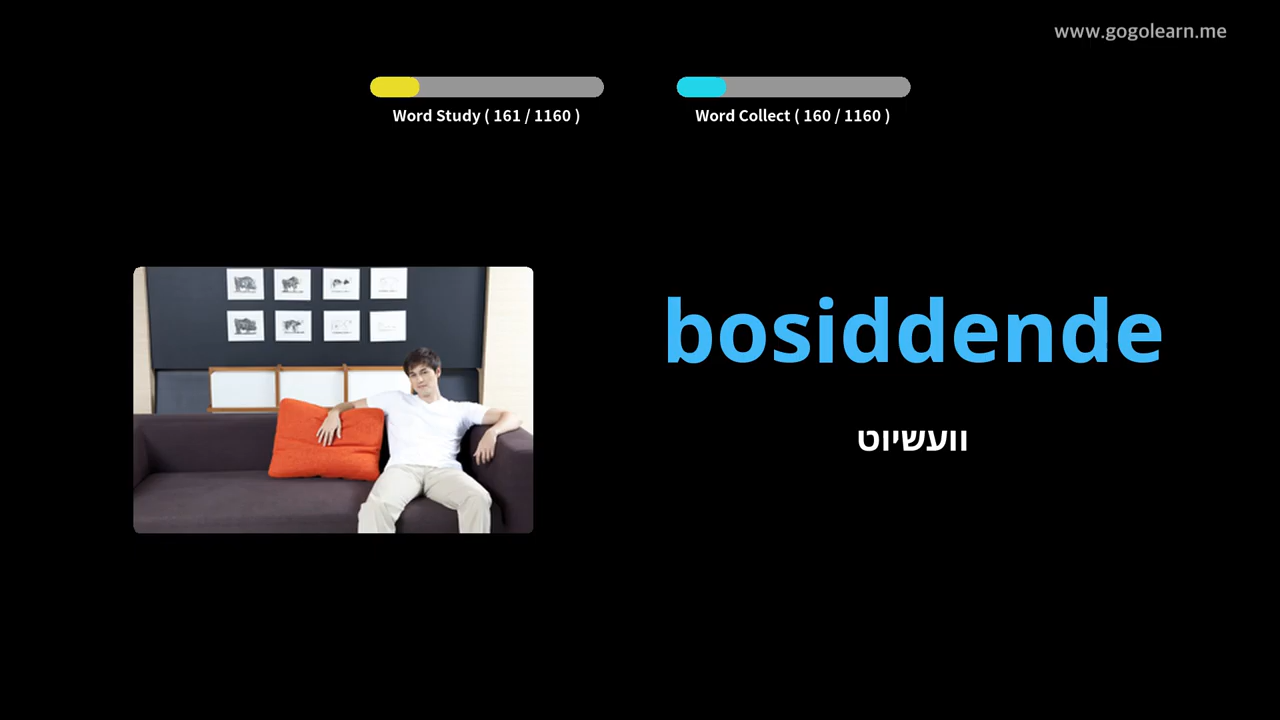 www.gogolearn.me
Word Study ( 161 / 1160 )
Word Collect ( 160 / 1160 )
bosiddende
וועשיוט